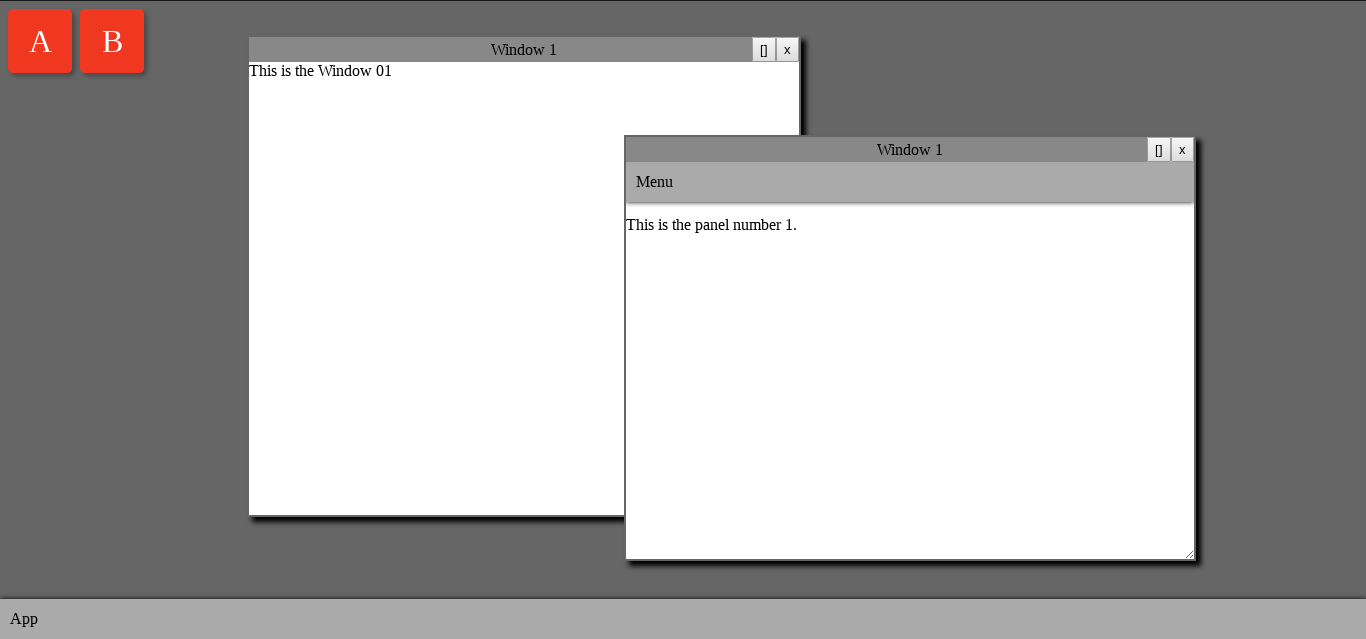 A B
Window 1 [] x
This is the Window 01
Window 1 [] x
Menu
This is the panel number 1.
App